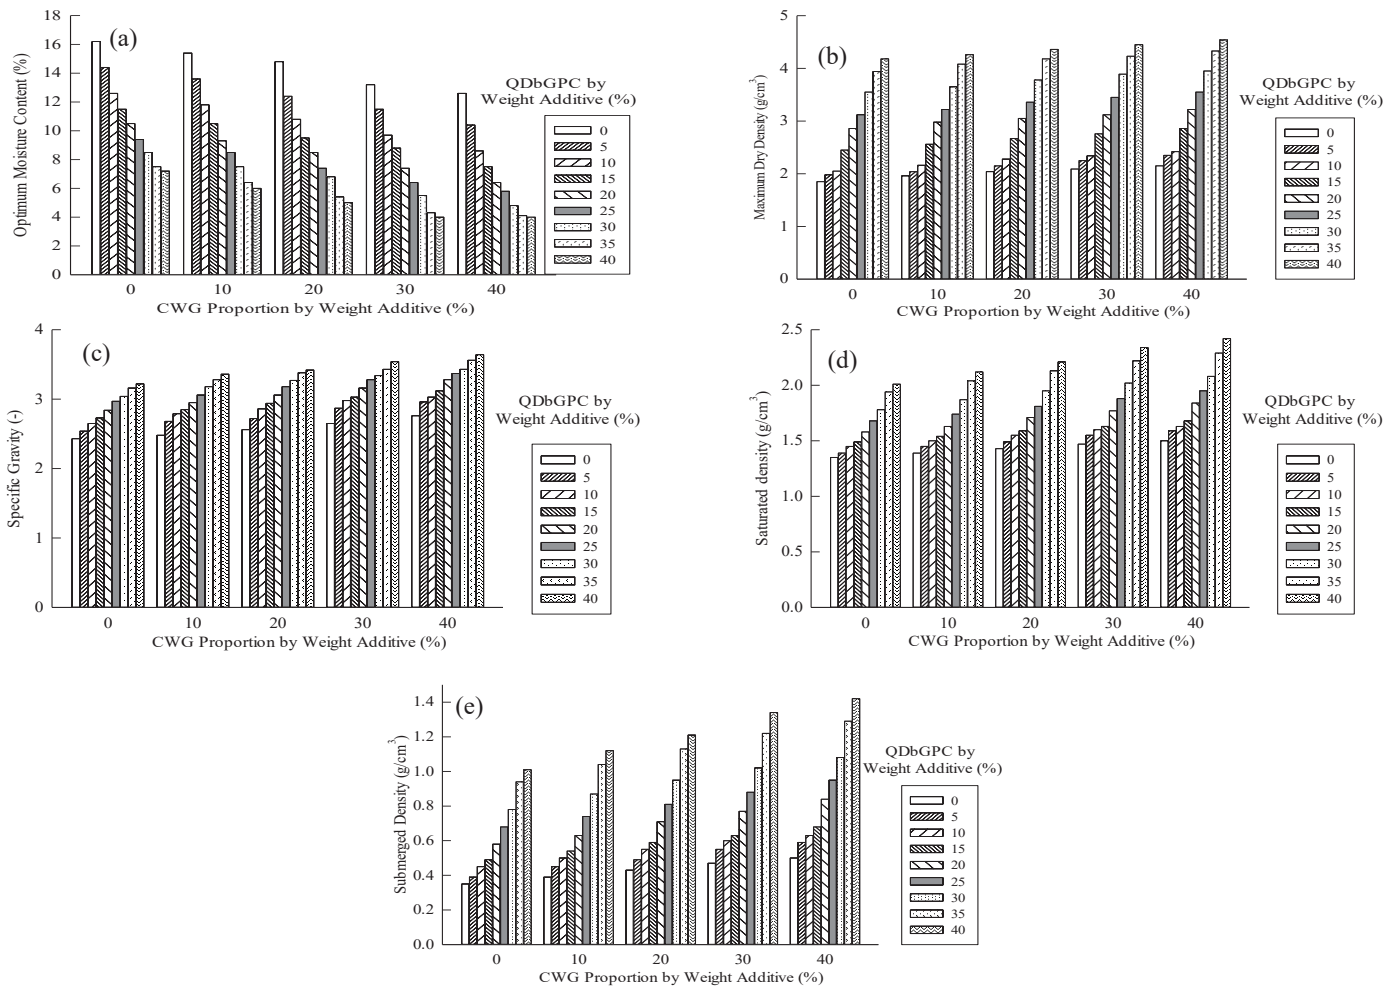 (a)
Optimum Moisture Content (%)
18
16
14
12
10
8
6
4
2
0
0 10 20 30 40
CWG Proportion by Weight Additive (%)
QDbGPC by
Weight Additive (%)
0
5
10
15
20
25
30
35
40
(b)
Maximum Dry Density (g/cm3)
5
4
3
2
1
0
0 10 20 30 40
CWG Proportion by Weight Additive (%)
QDbGPC by
Weight Additive (%)
0
5
10
15
20
25
30
35
40
(c)
Specific Gravity (-)
4
3
2
1
0
0 10 20 30 40
CWG Proportion by Weight Additive (%)
QDbGPC by
Weight Additive (%)
0
5
10
15
20
25
30
35
40
(d)
Saturated density (g/cm3)
2.5
2.0
1.5
1.0
0.5
0.0
0 10 20 30 40
CWG Proportion by Weight Additive (%)
QDbGPC by
Weight Additive (%)
0
5
10
15
20
25
30
35
40
(e)
Submerged Density (g/cm3)
1.4
1.2
1.0
0.8
0.6
0.4
0.2
0.0
0 10 20 30 40
CWG Proportion by Weight Additive (%)
QDbGPC by
Weight Additive (%)
0
5
10
15
20
25
30
35
40